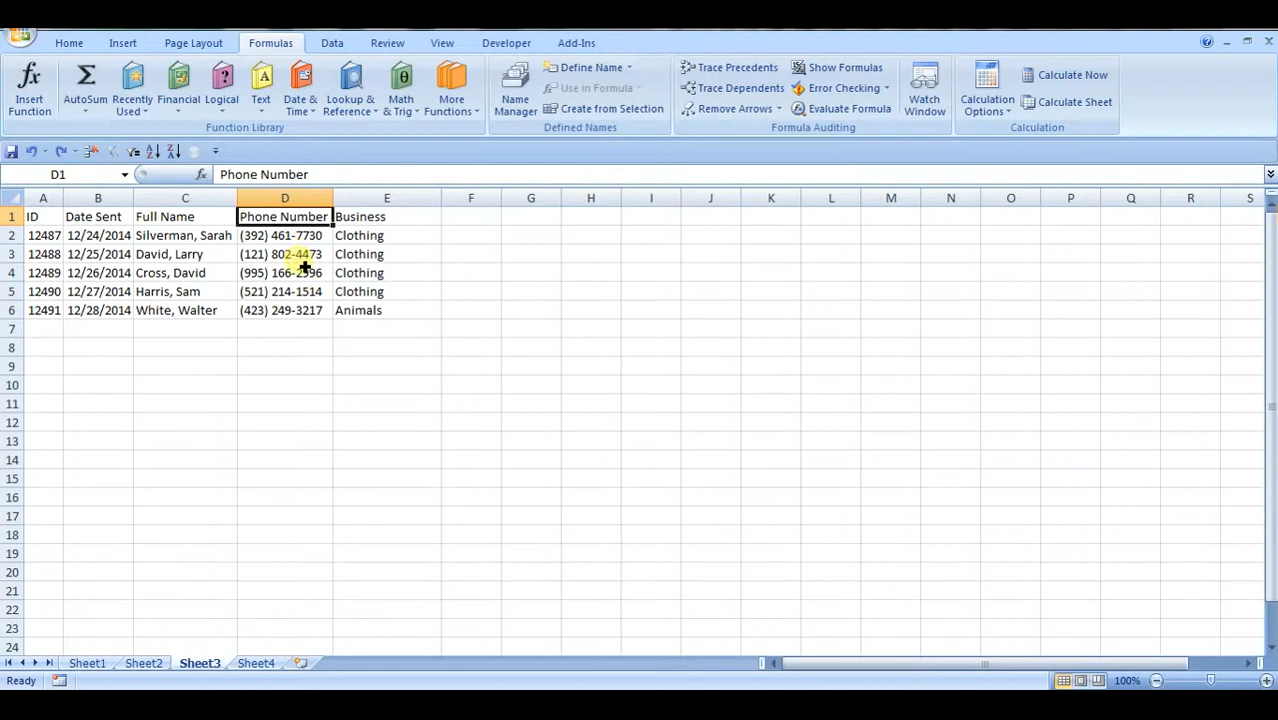 Home Insert Page Layout Formulas Data Review View Developer Add-Ins
Insert Function
AutoSum
Recently Used
Financial
Logical
Text
Date & Time
Lookup & Reference
Math & Trig
More Functions
Function Library
Name Manager
Define Name
Use in Formula
Create from Selection
Defined Names
Trace Precedents
Trace Dependents
Remove Arrows
Show Formulas
Error Checking
Evaluate Formula
Formula Auditing
Watch Window
Calculation Options
Calculate Now
Calculate Sheet
Calculation
D1 fx Phone Number
A B C D E F G H I J K L M N O P Q R S
1 ID Date Sent Full Name Phone Number Business
2 12487 12/24/2014 Silverman, Sarah (392) 461-7730 Clothing
3 12488 12/25/2014 David, Larry (121) 802-4473 Clothing
4 12489 12/26/2014 Cross, David (995) 166-2596 Clothing
5 12490 12/27/2014 Harris, Sam (521) 214-1514 Clothing
6 12491 12/28/2014 White, Walter (423) 249-3217 Animals
7
8
9
10
11
12
13
14
15
16
17
18
19
20
21
22
23
24
Sheet1 Sheet2 Sheet3 Sheet4
Ready 100%